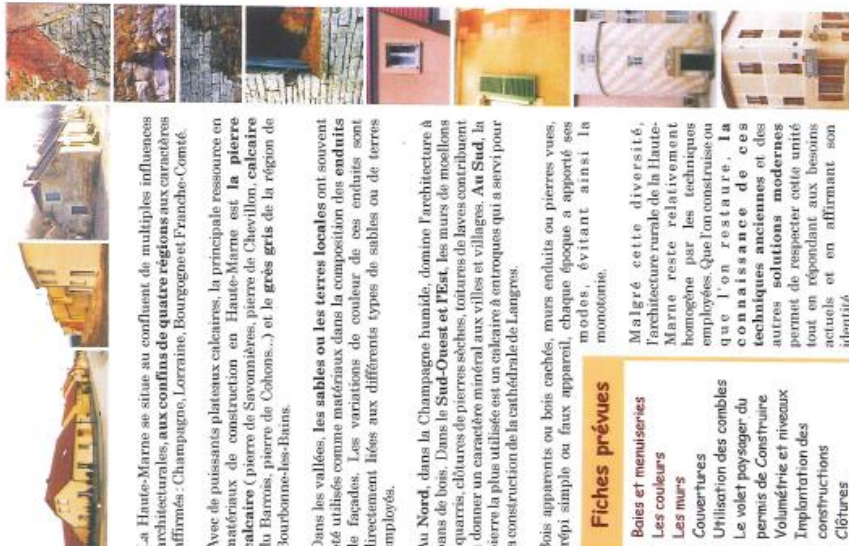 La Haute-Marne se situe au confluent de multiples influences
architecturales, aux confins de quatre régions aux caractères
affirmés : Champagne, Lorraine, Bourgogne et Franche-Comté.
Avec de puissants plateaux calcaires, la principale ressource en
matériaux de construction en Haute-Marne est la pierre
calcaire ( pierre de Savonnières, pierre de Chevillon, calcaire
du Barrois, pierre de Cohons...) et le grès gris de la région de
Bourbonne-les-Bains.
Dans les vallées, les sables ou les terres locales ont souvent
été utilisés comme matériaux dans la composition des enduits
de façades. Les variations de couleur de ces enduits sont
directement liées aux différents types de sables ou de terres
employés.
Au Nord, dans la Champagne humide, domine l'architecture à
pans de bois. Dans le Sud-Ouest et l'Est, les murs de moellons
équarris, clôtures de pierres sèches, toitures de laves contribuent
à donner un caractère minéral aux villes et villages. Au Sud, la
pierre la plus utilisée est un calcaire à entroques qui a servi pour
la construction de la cathédrale de Langres.
Bois apparents ou bois cachés, murs enduits ou pierres vues,
crépi simple ou faux appareil, chaque époque a apporté ses
modes, évitant ainsi la
monotonie.
Malgré cette diversité,
l'architecture rurale de la Haute-
Marne reste relativement
homogène par les techniques
employées. Que l'on construise ou
que l'on restaure, la
connaissance de ces
techniques anciennes et des
autres solutions modernes
permet de respecter cette unité
tout en répondant aux besoins
actuels et en affirmant son
identité
Fiches prévues
Baies et menuiseries
Les couleurs
Les murs
Couvertures
Utilisation des combles
Le volet paysager du
permis de Construire
Volumétrie et niveaux
Implantation des
constructions
Clôtures